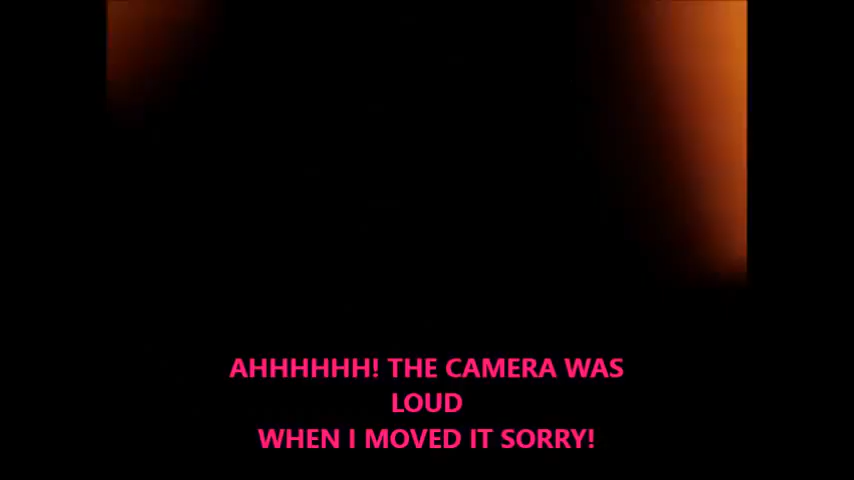 AHHHHHH! THE CAMERA WAS
LOUD
WHEN I MOVED IT SORRY!